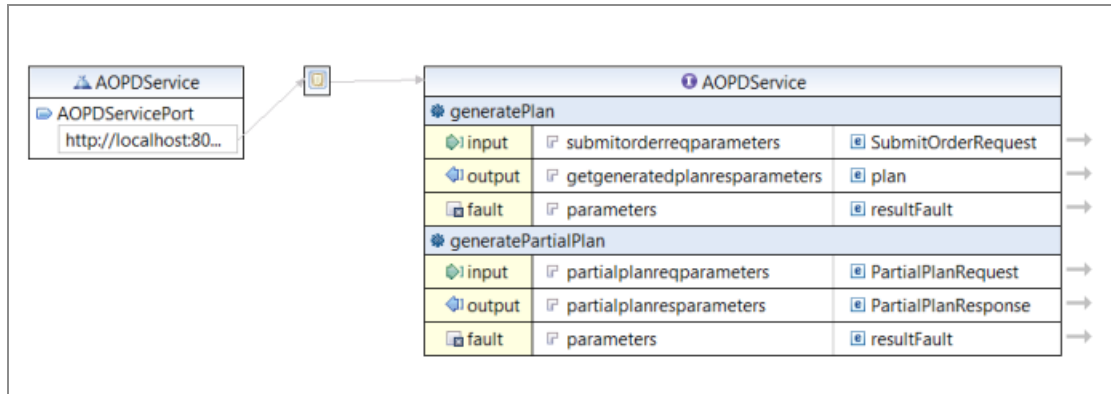 AOPDService
AOPDServicePort
http://localhost:80...
AOPDService
generatePlan
input submitorderreqparameters SubmitOrderRequest
output getgeneratedplanresparameters plan
fault parameters resultFault
generatePartialPlan
input partialplanreqparameters PartialPlanRequest
output partialplanresparameters PartialPlanResponse
fault parameters resultFault